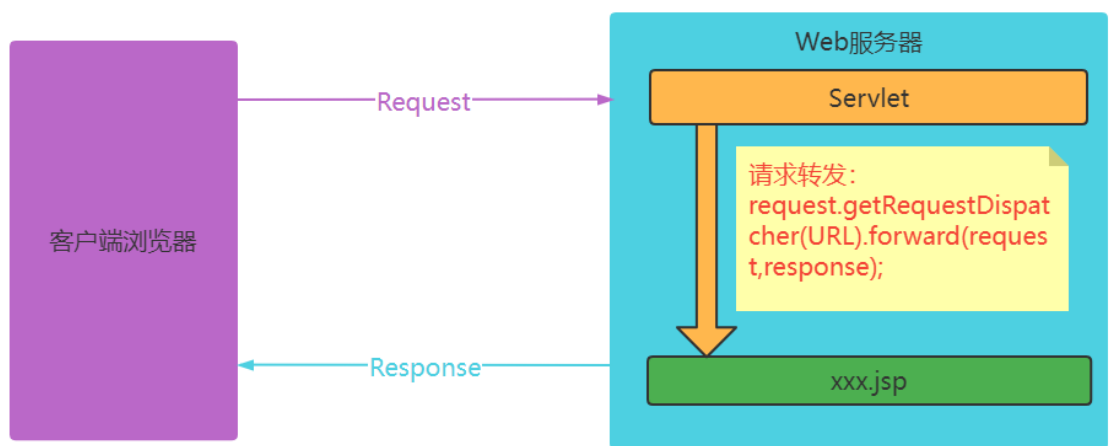 Web服务器
Servlet
Request
请求转发：
request.getRequestDispat
cher(URL).forward(reques
t,response);
客户端浏览器
Response
xxx.jsp